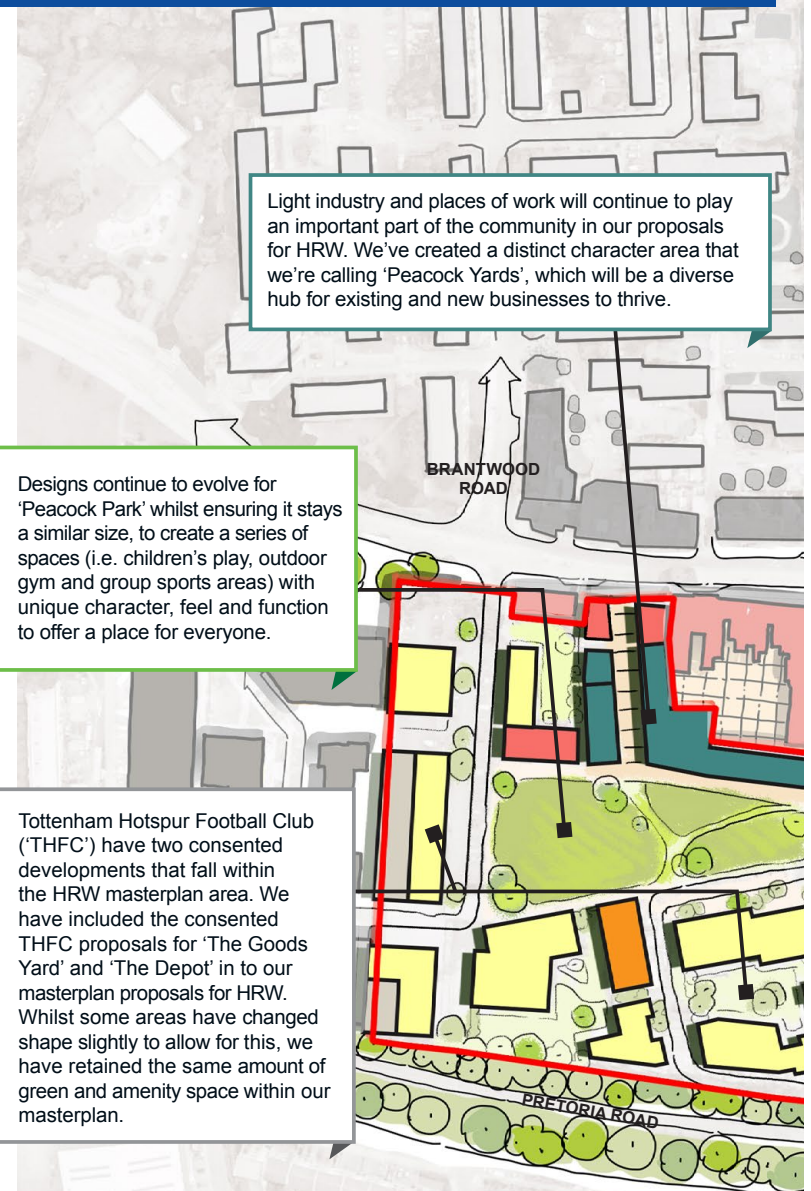 Light industry and places of work will continue to play
an important part of the community in our proposals
for HRW. We've created a distinct character area that
we're calling ‘Peacock Yards’, which will be a diverse
hub for existing and new businesses to thrive.
BRANTWOOD
ROAD
Designs continue to evolve for
‘Peacock Park’ whilst ensuring it stays
a similar size, to create a series of
spaces (i.e. children’s play, outdoor
gym and group sports areas) with
unique character, feel and function
to offer a place for everyone.
Tottenham Hotspur Football Club
(‘THFC’) have two consented
developments that fall within
the HRW masterplan area. We
have included the consented
THFC proposals for ‘The Goods
Yard’ and ‘The Depot’ in to our
masterplan proposals for HRW.
Whilst some areas have changed
shape slightly to allow for this, we
have retained the same amount of
green and amenity space within our
masterplan.
PRETORIA ROAD